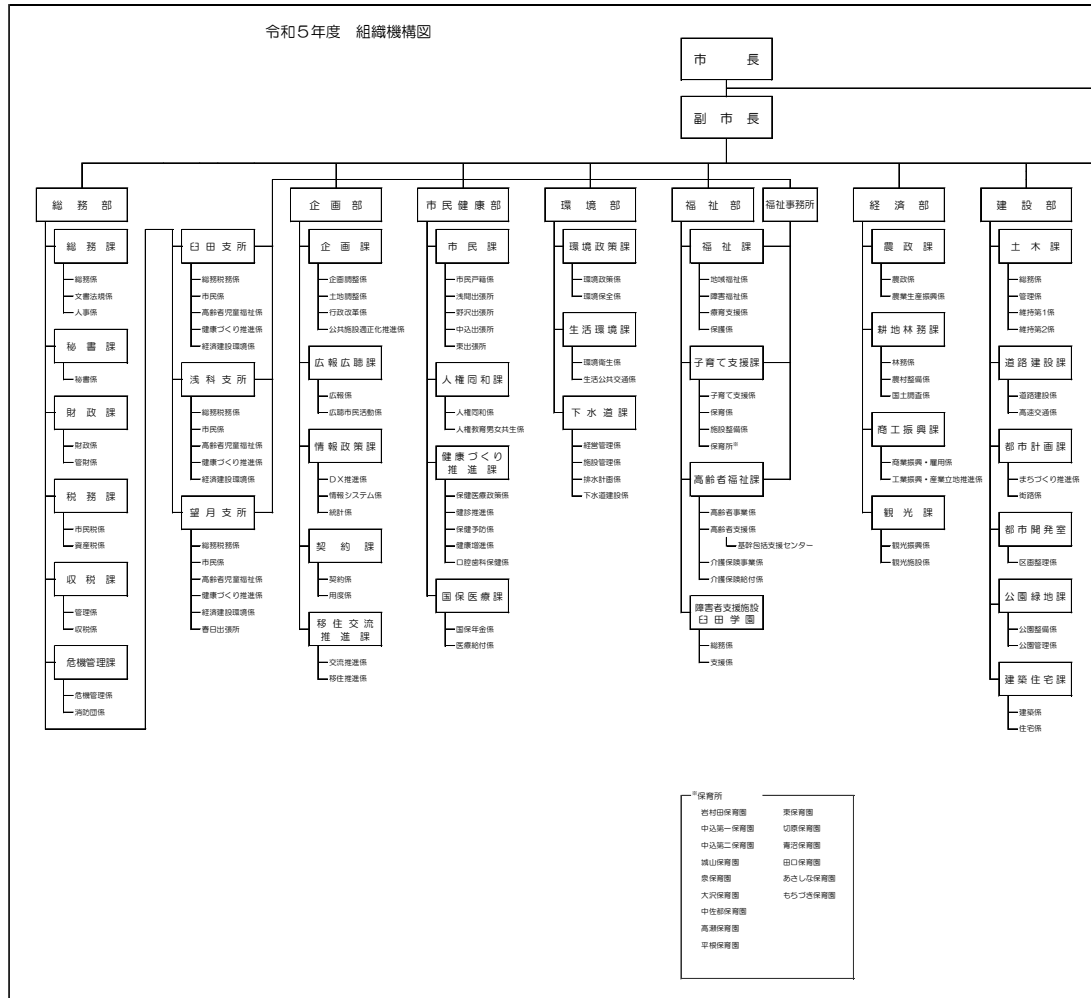 令和5年度　組織機構図
市　長
副市長
総務部
総務課
総務係
文書法規係
人事係
秘書課
秘書係
財政課
財政係
管財係
税務課
市民税係
資産税係
収税課
管理係
収税係
危機管理課
危機管理係
消防団係
臼田支所
総務税務係
市民係
高齢者児童福祉係
健康づくり推進係
経済建設環境係
浅科支所
総務税務係
市民係
高齢者児童福祉係
健康づくり推進係
経済建設環境係
望月支所
総務税務係
市民係
高齢者児童福祉係
健康づくり推進係
経済建設環境係
春日出張所
企画部
企画課
企画調整係
土地調整係
行政改革係
公共施設適正化推進係
広報広聴課
広報係
広聴市民活動係
情報政策課
DX推進係
情報システム係
統計係
契約課
契約係
用度係
移住交流
推進課
交流推進係
移住推進係
市民健康部
市民課
市民戸籍係
浅間出張所
野沢出張所
中込出張所
東出張所
人権同和課
人権同和係
人権教育男女共生係
健康づくり
推進課
保健医療政策係
健診推進係
保健予防係
健康増進係
口腔歯科保健係
国保医療課
国保年金係
医療給付係
環境部
環境政策課
環境政策係
環境保全係
生活環境課
環境衛生係
生活公共交通係
下水道課
経営管理係
施設管理係
排水計画係
下水道建設係
福祉部
福祉事務所
福祉課
地域福祉係
障害福祉係
療育支援係
保護係
子育て支援課
子育て支援係
保育係
施設整備係
保育所※
高齢者福祉課
高齢者事業係
高齢者支援係
基幹包括支援センター
介護保険事業係
介護保険給付係
障害者支援施設
臼田学園
総務係
支援係
経済部
農政課
農政係
農業生産振興係
耕地林務課
林務係
農村整備係
国土調査係
商工振興課
商業振興・雇用係
工業振興・産業立地推進係
観光課
観光振興係
観光施設係
建設部
土木課
総務係
管理係
維持第1係
維持第2係
道路建設課
道路建設係
高速交通係
都市計画課
まちづくり推進係
街路係
都市開発室
区画整理係
公園緑地課
公園整備係
公園管理係
建築住宅課
建築係
住宅係
※保育所
岩村田保育園　東保育園
中込第一保育園　切原保育園
中込第二保育園　青沼保育園
城山保育園　田口保育園
泉保育園　あさしな保育園
大沢保育園　もちづき保育園
中佐都保育園
高瀬保育園
平根保育園